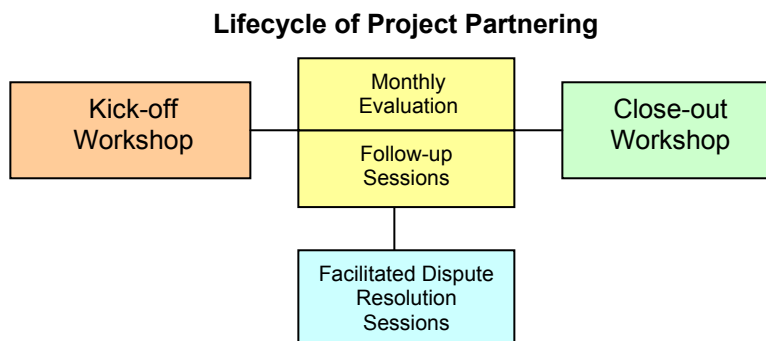 Lifecycle of Project Partnering
Kick-off
Workshop
Monthly
Evaluation
Follow-up
Sessions
Close-out
Workshop
Facilitated Dispute
Resolution
Sessions